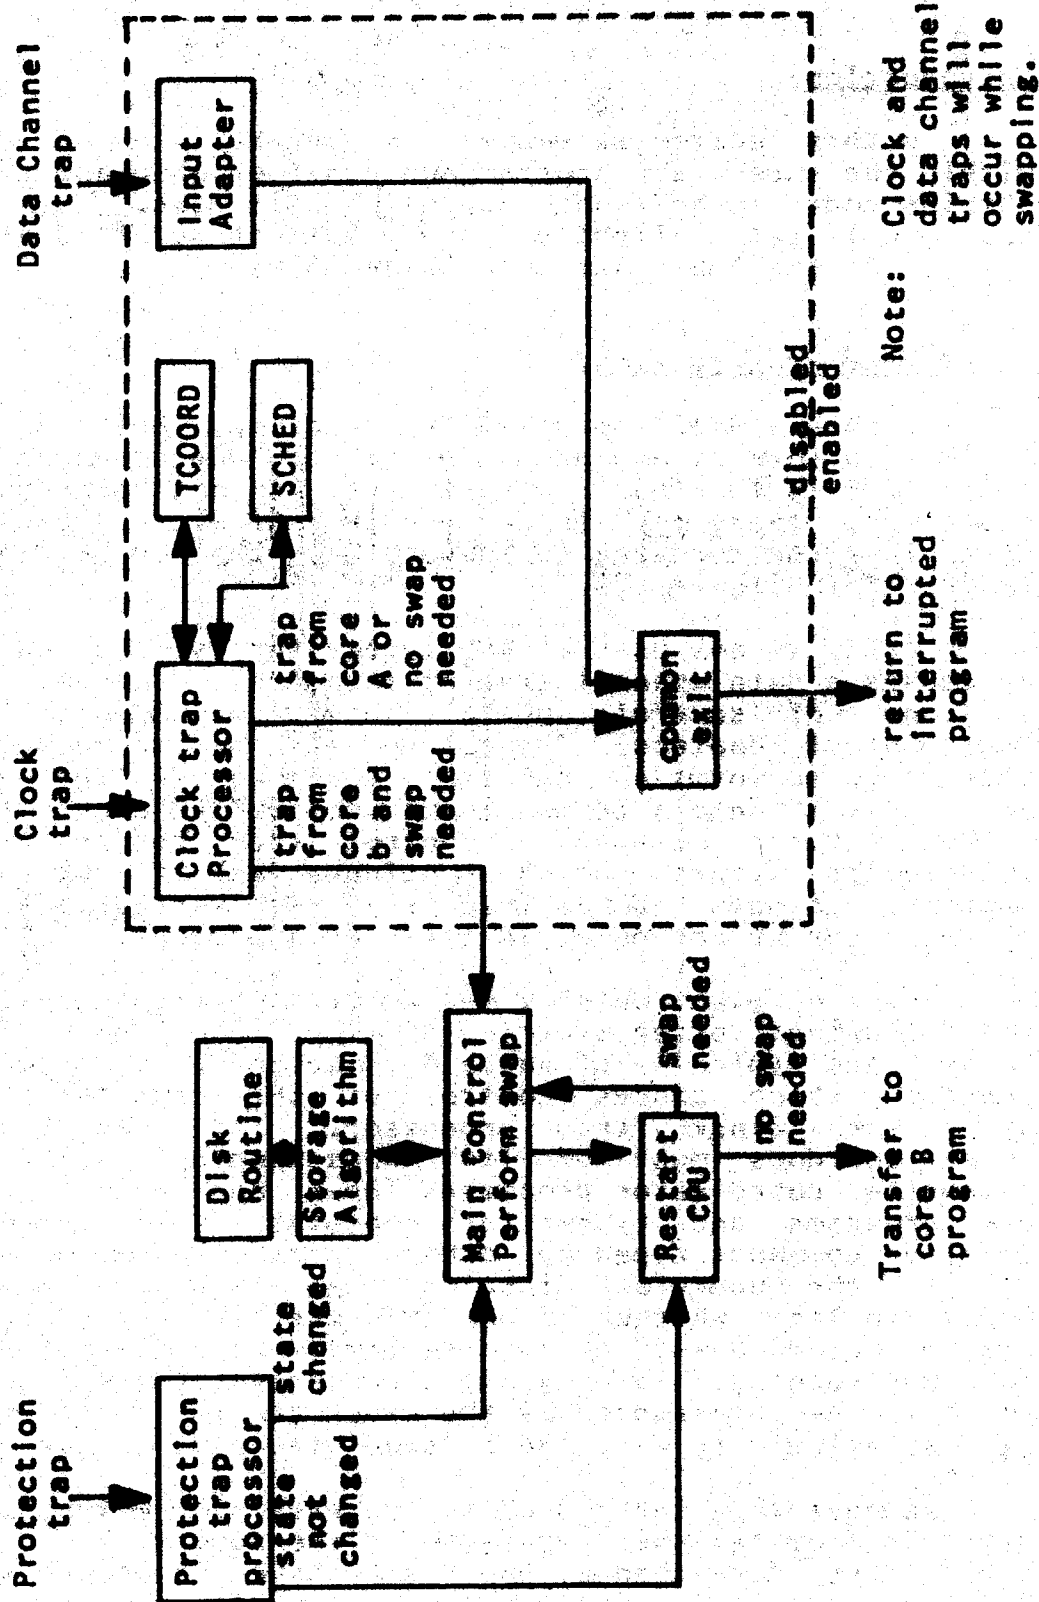 Protection
trap
Clock
trap
Data Channel
trap
Protection
trap
processor
Clock trap
Processor
TCOORD
SCHED
Input
Adapter
state
not
changed
state
changed
Disk
Routine
Storage
Algorithm
trap
from
core
b and
swap
needed
trap
from
core
A or
no swap
needed
Main Control
Perform swap
Restart
CPU
swap
needed
no swap
needed
common
exit
disabled
enabled
Transfer to
core B
program
return to
interrupted
program
Note: Clock and
data channel
traps will
occur while
swapping.